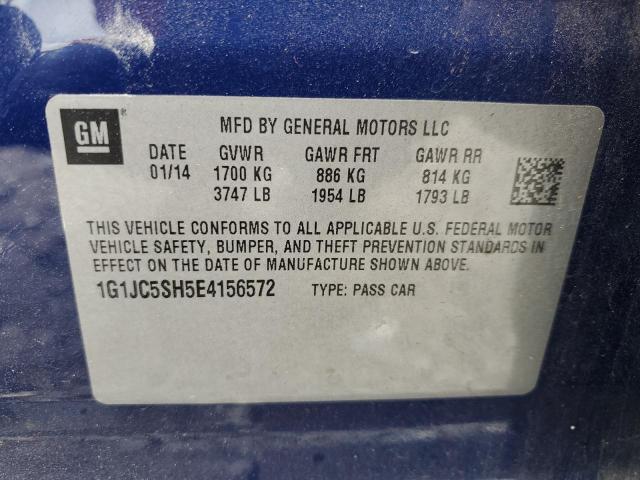 GM ®
MFD BY GENERAL MOTORS LLC
DATE GVWR GAWR FRT GAWR RR
01/14 1700 KG 886 KG 814 KG
3747 LB 1954 LB 1793 LB
THIS VEHICLE CONFORMS TO ALL APPLICABLE U.S. FEDERAL MOTOR
VEHICLE SAFETY, BUMPER, AND THEFT PREVENTION STANDARDS IN
EFFECT ON THE DATE OF MANUFACTURE SHOWN ABOVE.
1G1JC5SH5E4156572 TYPE: PASS CAR